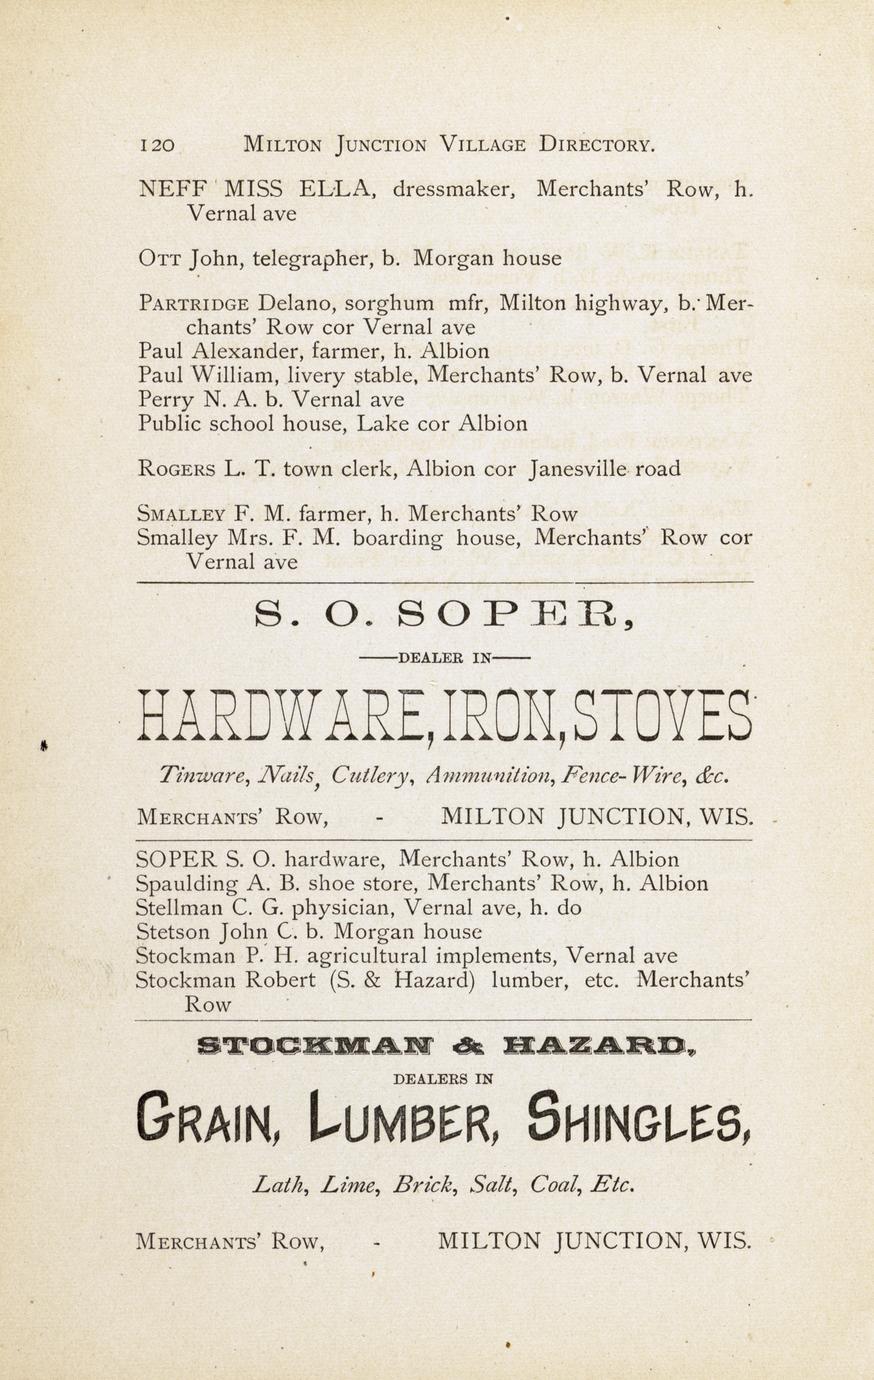 120 MILTON JUNCTION VILLAGE DIRECTORY.
NEFF MISS ELLA, dressmaker, Merchants' Row, h.
Vernal ave
OTT John, telegrapher, b. Morgan house
PARTRIDGE Delano, sorghum mfr, Milton highway, b. Mer-
chants' Row cor Vernal ave
Paul Alexander, farmer, h. Albion
Paul William, livery stable, Merchants' Row, b. Vernal ave
Perry N. A. b. Vernal ave
Public school house, Lake cor Albion
ROGERS L. T. town clerk, Albion cor Janesville road
SMALLEY F. M. farmer, h. Merchants' Row
Smalley Mrs. F. M. boarding house, Merchants' Row cor
Vernal ave
S. O. SOPER,
DEALER IN
HARDWARE, IRON, STOVES
Tinware, Nails, Cutlery, Ammunition, Fence-Wire, &c.
MERCHANTS' ROW, - MILTON JUNCTION, WIS.
SOPER S. O. hardware, Merchants' Row, h. Albion
Spaulding A. B. shoe store, Merchants' Row, h. Albion
Stellman C. G. physician, Vernal ave, h. do
Stetson John C. b. Morgan house
Stockman P. H. agricultural implements, Vernal ave
Stockman Robert (S. & Hazard) lumber, etc. Merchants'
Row
STOCKMAN & HAZARD,
DEALERS IN
GRAIN, LUMBER, SHINGLES,
Lath, Lime, Brick, Salt, Coal, Etc.
MERCHANTS' ROW, - MILTON JUNCTION, WIS.